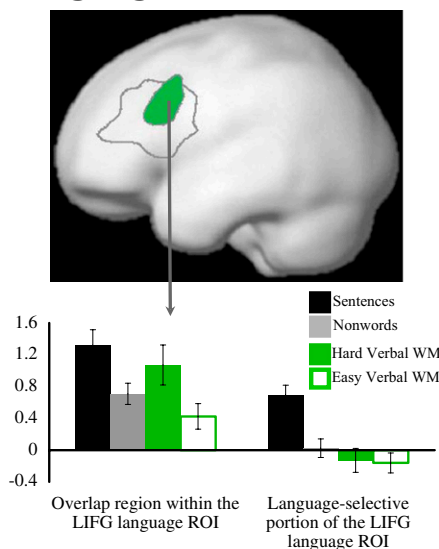 Sentences
Nonwords
Hard Verbal WM
Easy Verbal WM
1.6
1.2
0.8
0.4
0
-0.4
Overlap region within the
LIFG language ROI
Language-selective
portion of the LIFG
language ROI